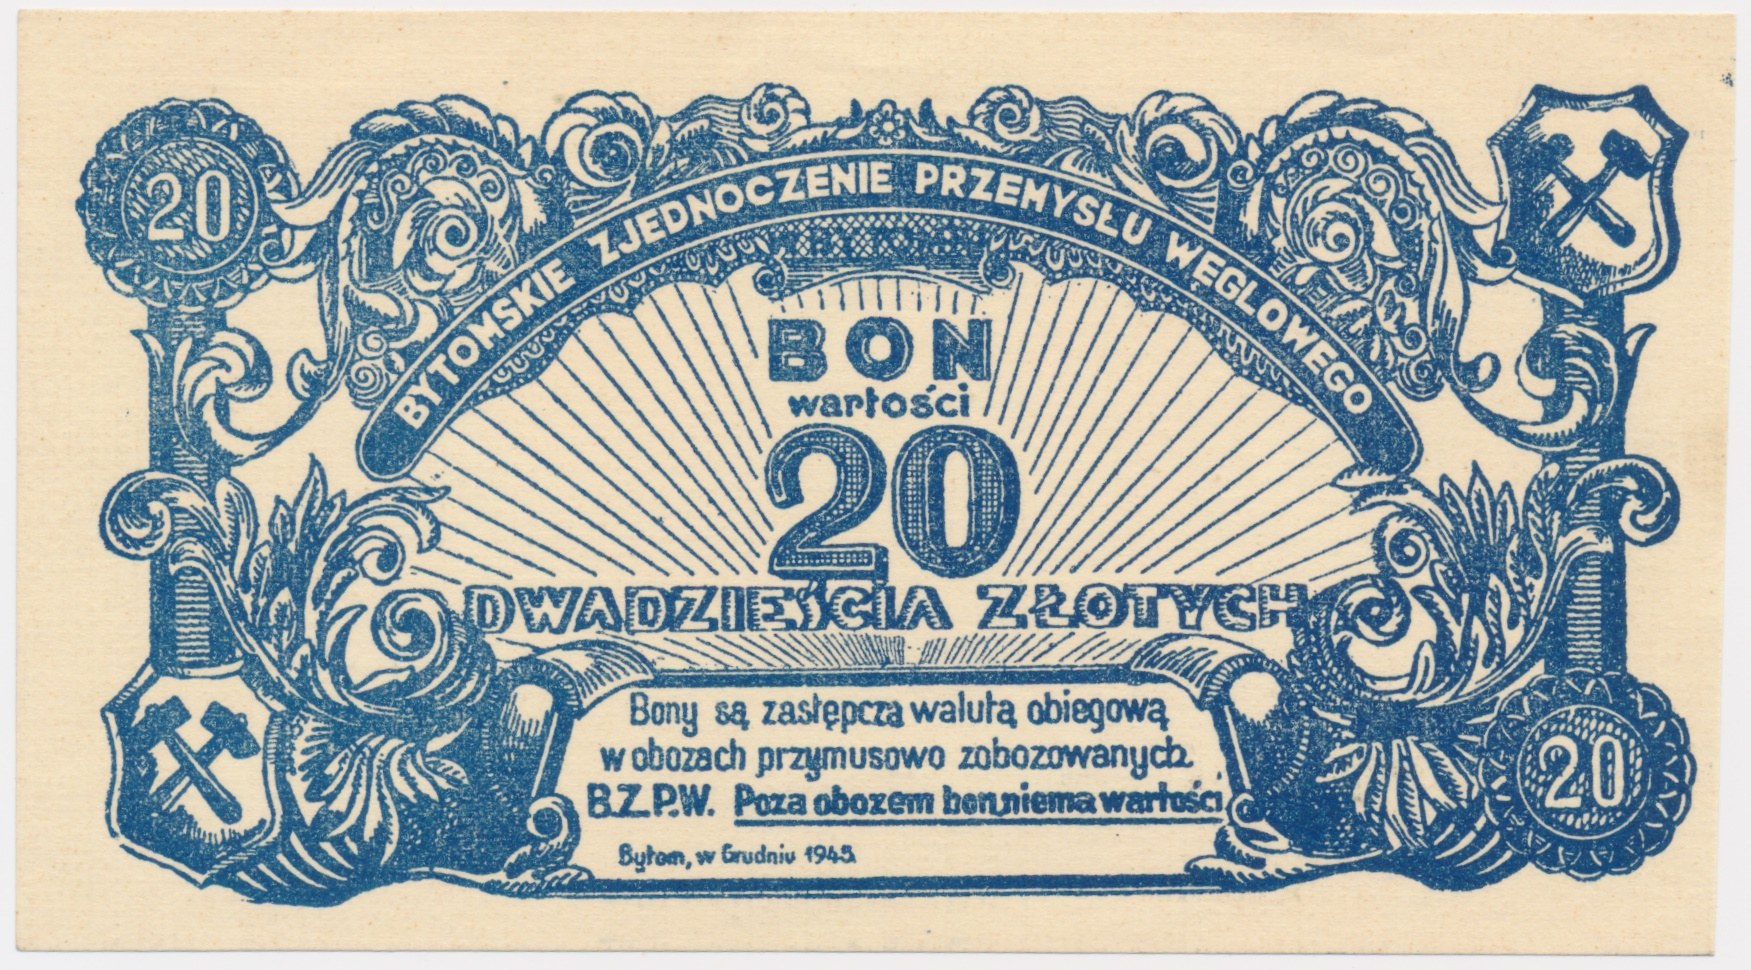 20
BYTOMSKIE ZJEDNOCZENIE PRZEMYSŁU WĘGLOWEGO
BON
wartości
20
DWADZIEŚCIA ZŁOTYCH
Bony są zastępcza walutą obiegową
w obozach przymusowo zobozowanych
B.Z.P.W. Poza obozem bon niema wartości
Bytom, w Grudniu 1945.
20